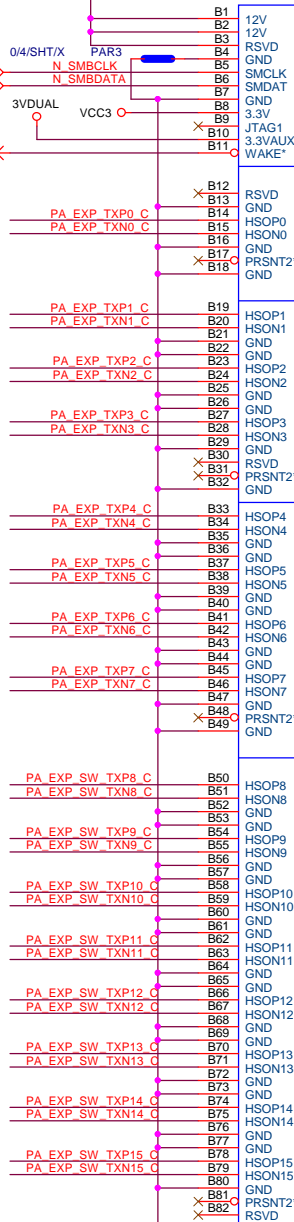 B1 12V
B2 12V
B3 RSVD
0/4/SHT/X PAR3 B4 GND
N_SMBCLK B5 SMCLK
N_SMBDATA B6 SMDAT
B7 GND
3VDUAL VCC3 B8 3.3V
B9 JTAG1
B10 3.3VAUX
B11 WAKE*
B12 RSVD
B13 GND
PA_EXP_TXP0_C B14 HSOP0
PA_EXP_TXN0_C B15 HSON0
B16 GND
B17 PRSNT2*
B18 GND
PA_EXP_TXP1_C B19 HSOP1
PA_EXP_TXN1_C B20 HSON1
B21 GND
B22 GND
PA_EXP_TXP2_C B23 HSOP2
PA_EXP_TXN2_C B24 HSON2
B25 GND
B26 GND
PA_EXP_TXP3_C B27 HSOP3
PA_EXP_TXN3_C B28 HSON3
B29 GND
B30 RSVD
B31 PRSNT2*
B32 GND
PA_EXP_TXP4_C B33 HSOP4
PA_EXP_TXN4_C B34 HSON4
B35 GND
B36 GND
PA_EXP_TXP5_C B37 HSOP5
PA_EXP_TXN5_C B38 HSON5
B39 GND
B40 GND
PA_EXP_TXP6_C B41 HSOP6
PA_EXP_TXN6_C B42 HSON6
B43 GND
B44 GND
PA_EXP_TXP7_C B45 HSOP7
PA_EXP_TXN7_C B46 HSON7
B47 GND
B48 PRSNT2*
B49 GND
PA_EXP_SW_TXP8_C B50 HSOP8
PA_EXP_SW_TXN8_C B51 HSON8
B52 GND
B53 GND
PA_EXP_SW_TXP9_C B54 HSOP9
PA_EXP_SW_TXN9_C B55 HSON9
B56 GND
B57 GND
PA_EXP_SW_TXP10_C B58 HSOP10
PA_EXP_SW_TXN10_C B59 HSON10
B60 GND
B61 GND
PA_EXP_SW_TXP11_C B62 HSOP11
PA_EXP_SW_TXN11_C B63 HSON11
B64 GND
B65 GND
PA_EXP_SW_TXP12_C B66 HSOP12
PA_EXP_SW_TXN12_C B67 HSON12
B68 GND
B69 GND
PA_EXP_SW_TXP13_C B70 HSOP13
PA_EXP_SW_TXN13_C B71 HSON13
B72 GND
B73 GND
PA_EXP_SW_TXP14_C B74 HSOP14
PA_EXP_SW_TXN14_C B75 HSON14
B76 GND
B77 GND
PA_EXP_SW_TXP15_C B78 HSOP15
PA_EXP_SW_TXN15_C B79 HSON15
B80 GND
B81 PRSNT2*
B82 RSVD